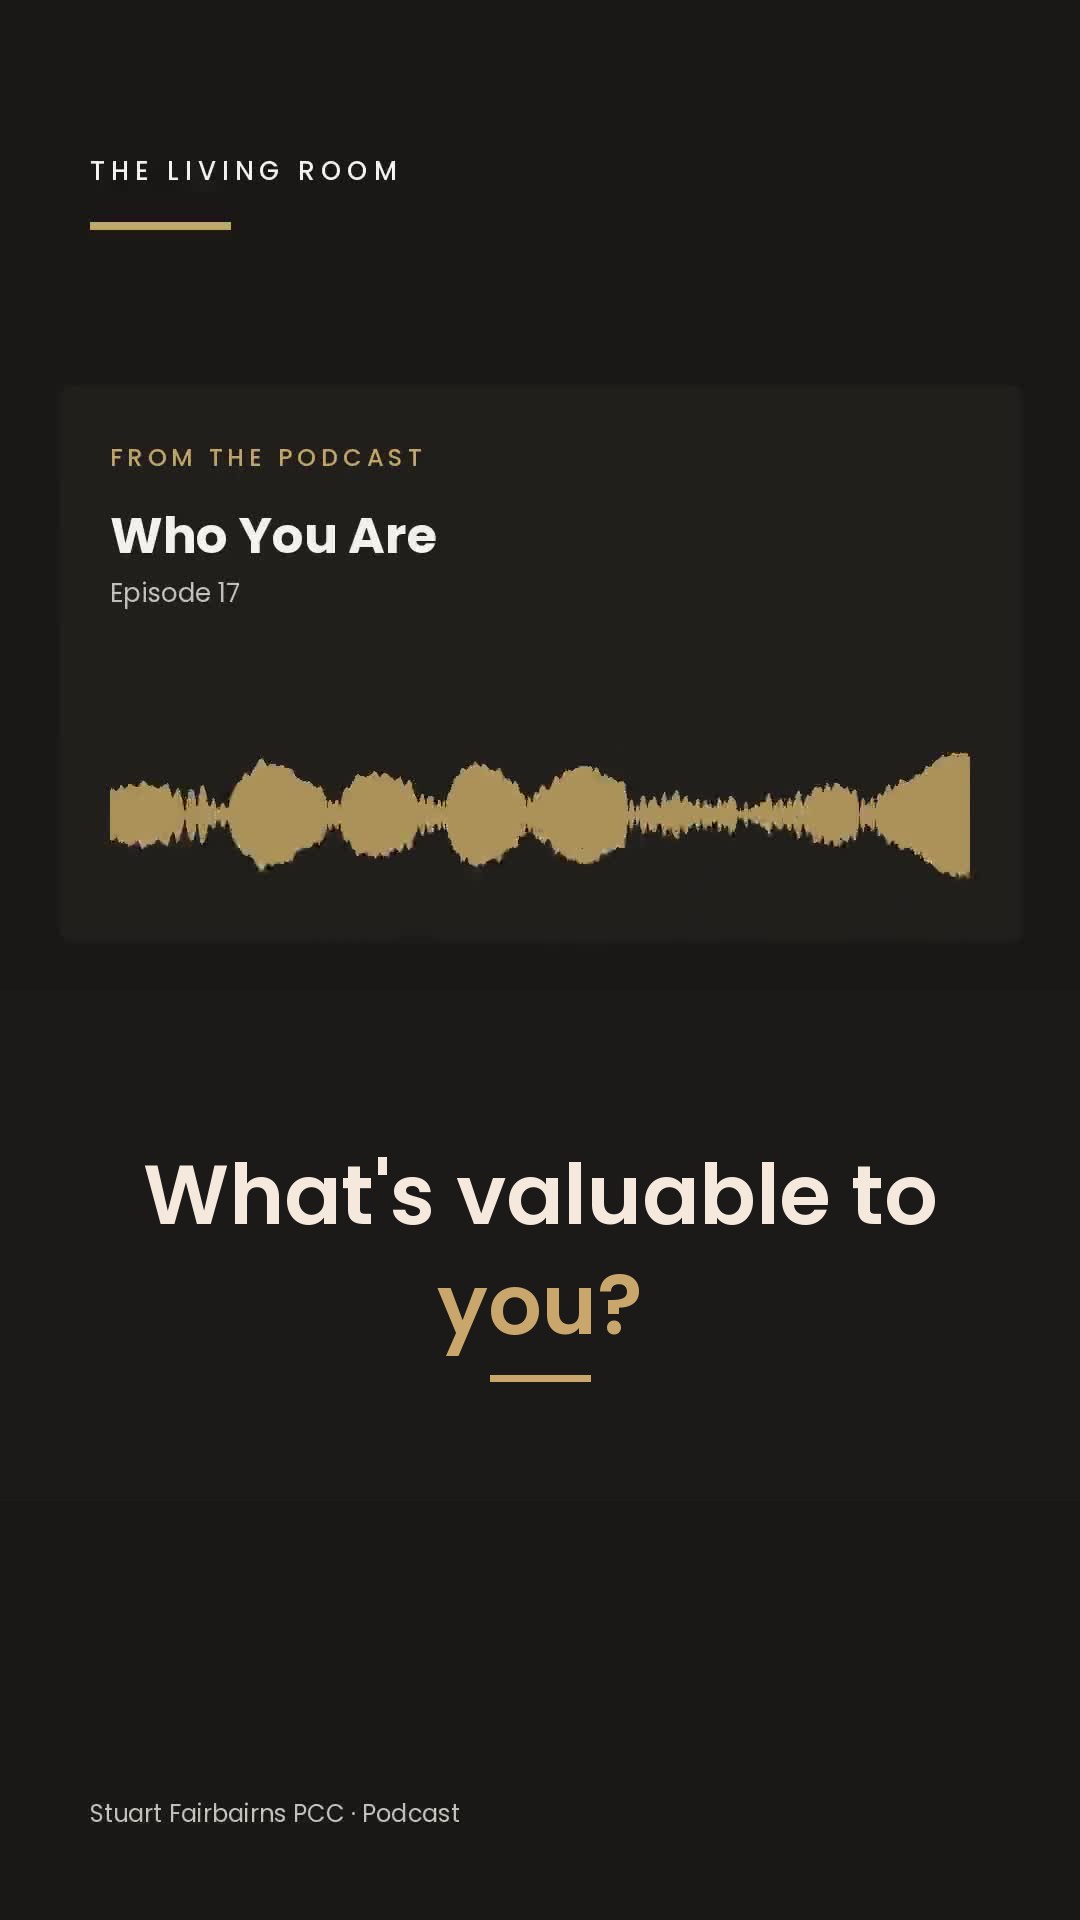 THE LIVING ROOM
FROM THE PODCAST
Who You Are
Episode 17
What's valuable to
you?
Stuart Fairbairns PCC · Podcast